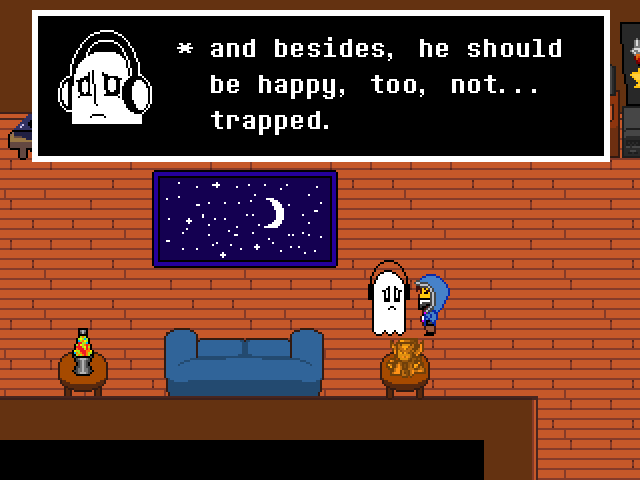 * and besides, he should
be happy, too, not...
trapped.